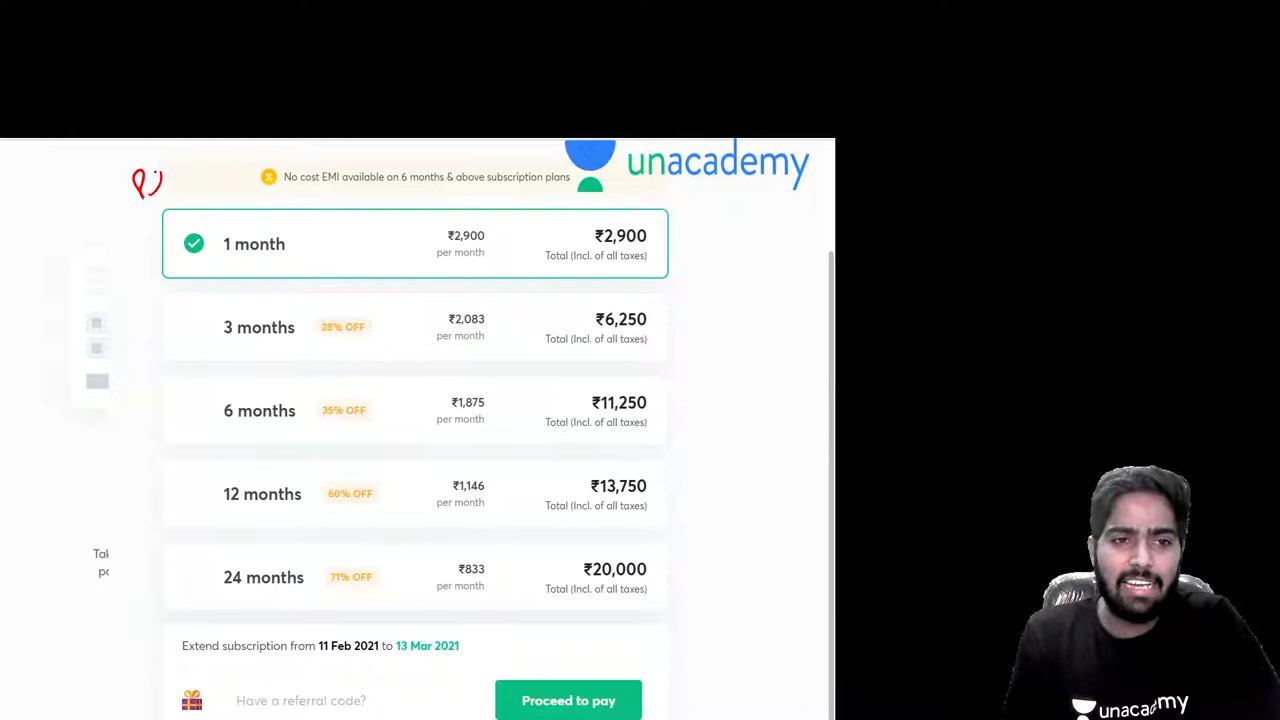 unacademy
No cost EMI available on 6 months & above subscription plans
1 month
₹2,900
per month
₹2,900
Total (Incl. of all taxes)
3 months
28% OFF
₹2,083
per month
₹6,250
Total (Incl. of all taxes)
6 months
35% OFF
₹1,875
per month
₹11,250
Total (Incl. of all taxes)
12 months
60% OFF
₹1,146
per month
₹13,750
Total (Incl. of all taxes)
24 months
71% OFF
₹833
per month
₹20,000
Total (Incl. of all taxes)
Extend subscription from 11 Feb 2021 to 13 Mar 2021
Have a referral code?
Proceed to pay
unacademy